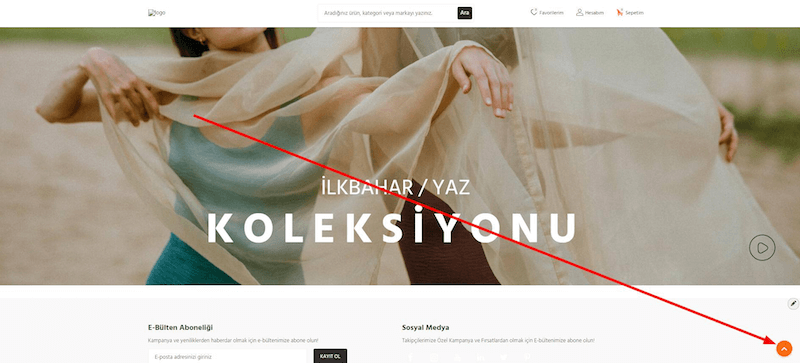 logo
Aradığınız ürün, kategori veya markayı yazınız.
Ara
Favorilerim
Hesabım
Sepetim
İLKBAHAR / YAZ
KOLEKSİYONU
E-Bülten Aboneliği
Kampanya ve yeniliklerden haberdar olmak için e-bültenimize abone olun!
E-posta adresinizi giriniz
KAYIT OL
Sosyal Medya
Takipçilerimize Özel Kampanya ve Fırsatlardan olmak için E-bültenimize abone olun!